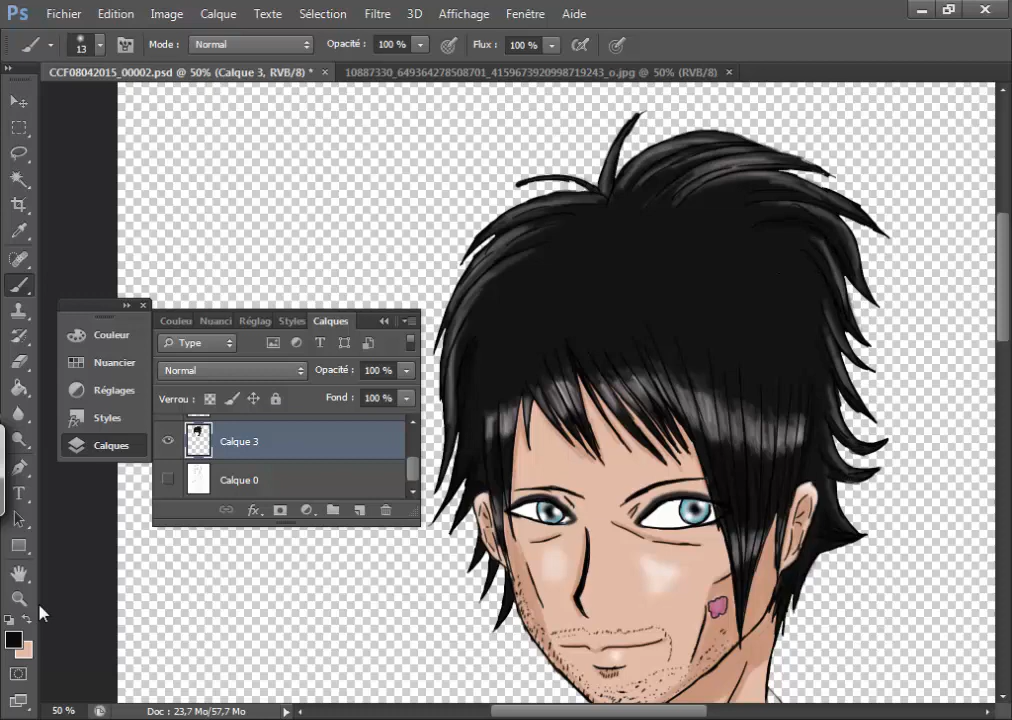 Ps Fichier Edition Image Calque Texte Sélection Filtre 3D Affichage Fenêtre Aide
13 Mode : Normal Opacité : 100 % Flux : 100 %
CCF08042015_00002.psd @ 50% (Calque 3, RVB/8) * × 10887330_649364278508701_4159673920998719243_o.jpg @ 50% (RVB/8) ×
Couleur
Nuancier
Réglages
Styles
Calques
Couleu Nuanci Réglag Styles Calques
Type
Normal Opacité : 100 %
Verrou : Fond : 100 %
Calque 3
Calque 0
fx
50 % Doc : 23,7 Mo/57,7 Mo